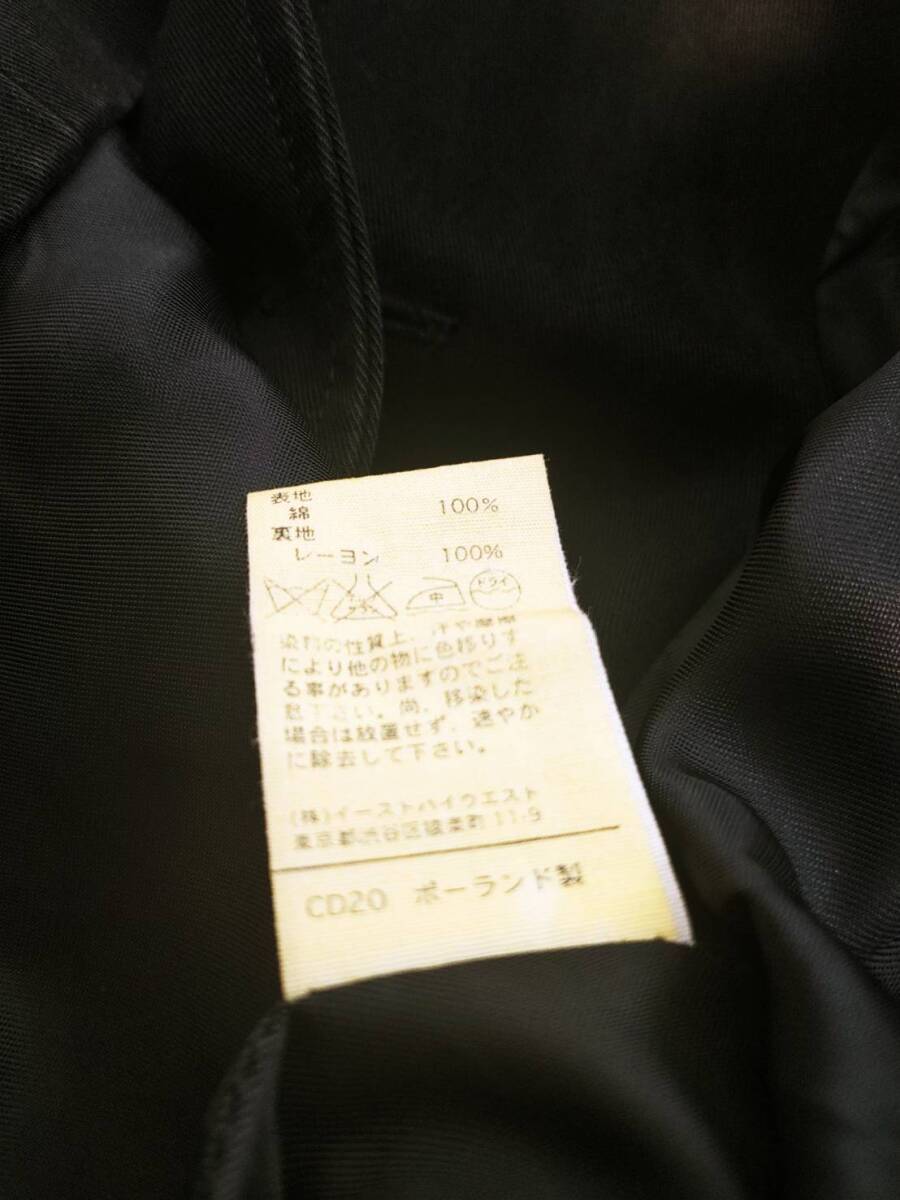 表地
綿 100%
裏地
レーヨン 100%
中 ドライ
染料の性質上、汗や摩擦
により他の物に色移りす
る事がありますのでご注
意下さい。尚、移染した
場合は放置せず、速やか
に除去して下さい。
(株)イーストハイウエスト
東京都渋谷区猿楽町11-9
CD20 ポーランド製